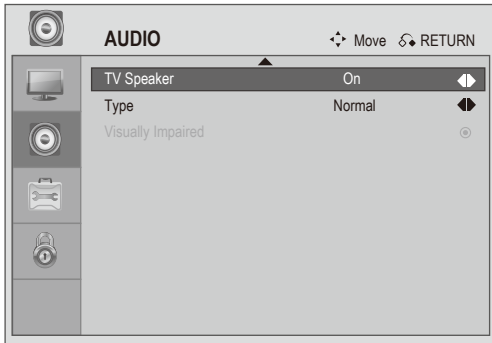 AUDIO Move RETURN
TV Speaker On
Type Normal
Visually Impaired